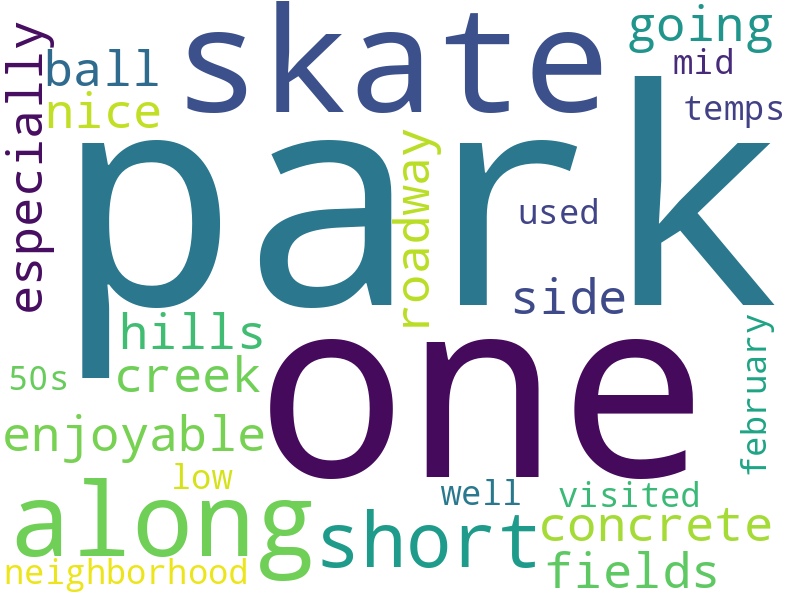 skate
going
ball
mid
especially
nice
temps
park
roadway
used
side
hills
one
50s
creek
february
enjoyable
low
along
well
visited
short
concrete
neighborhood
fields